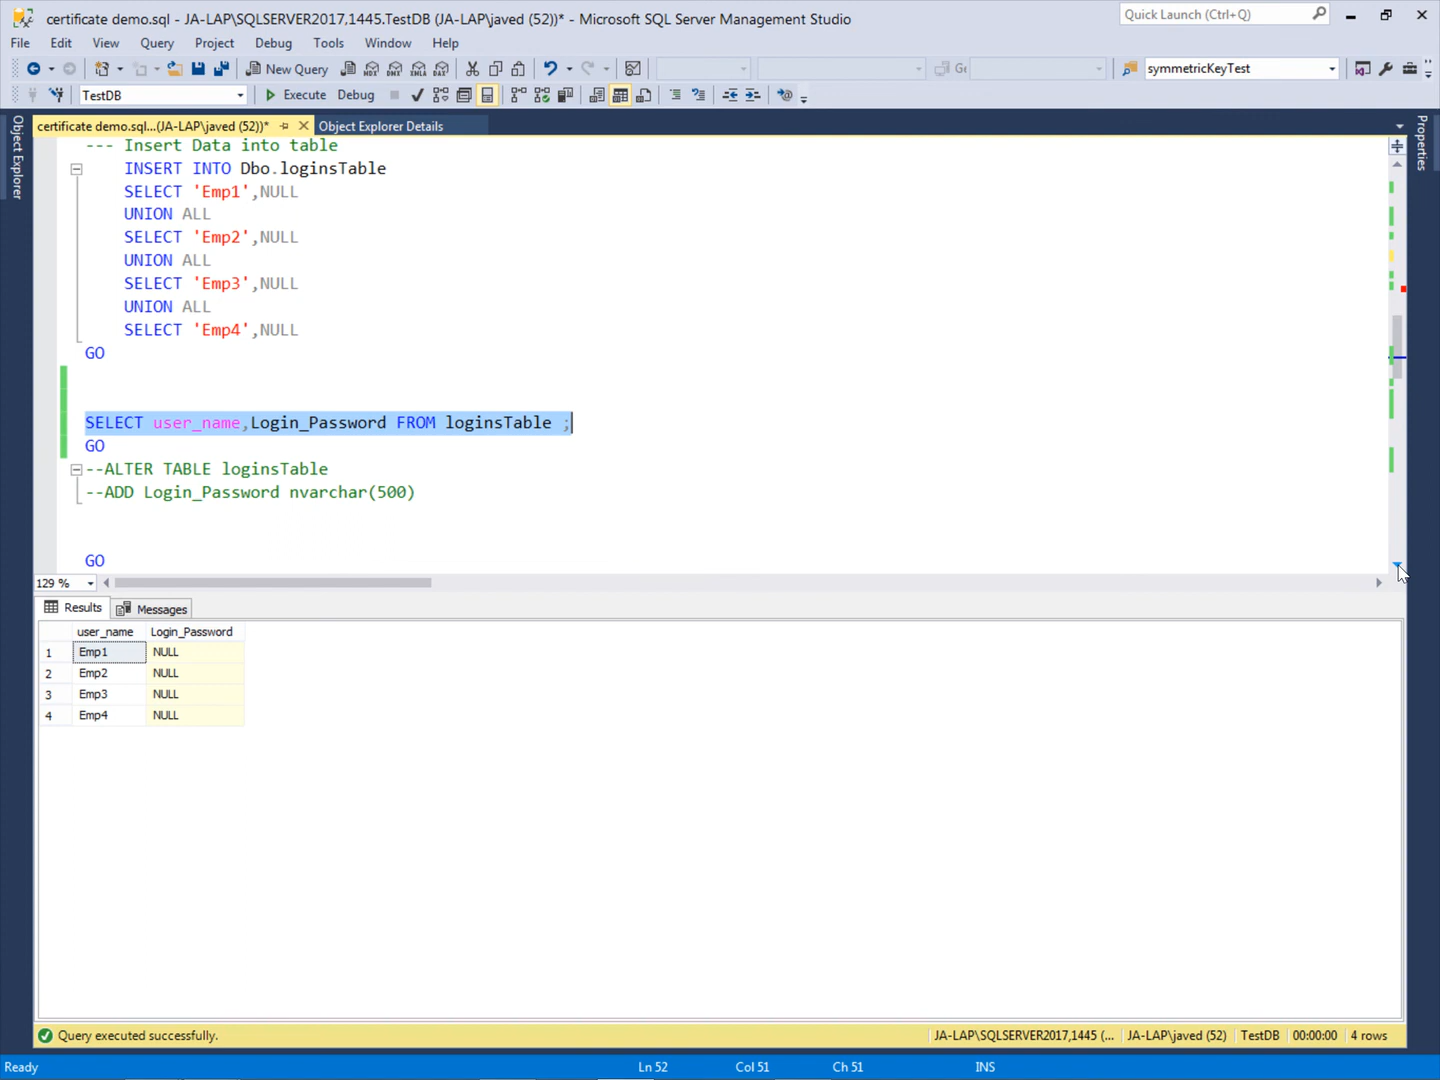 certificate demo.sql - JA-LAP\SQLSERVER2017,1445.TestDB (JA-LAP\javed (52))* - Microsoft SQL Server Management Studio
Quick Launch (Ctrl+Q)
File Edit View Query Project Debug Tools Window Help
New Query
symmetricKeyTest
TestDB
Execute Debug
certificate demo.sql...(JA-LAP\javed (52))*
Object Explorer Details
Object Explorer
Properties
--- Insert Data into table
INSERT INTO Dbo.loginsTable
SELECT 'Emp1',NULL
UNION ALL
SELECT 'Emp2',NULL
UNION ALL
SELECT 'Emp3',NULL
UNION ALL
SELECT 'Emp4',NULL
GO
SELECT user_name,Login_Password FROM loginsTable ;
GO
--ALTER TABLE loginsTable
--ADD Login_Password nvarchar(500)
GO
129 %
Results Messages
user_name Login_Password
1 Emp1 NULL
2 Emp2 NULL
3 Emp3 NULL
4 Emp4 NULL
Query executed successfully.
JA-LAP\SQLSERVER2017,1445 (... JA-LAP\javed (52) TestDB 00:00:00 4 rows
Ready Ln 52 Col 51 Ch 51 INS